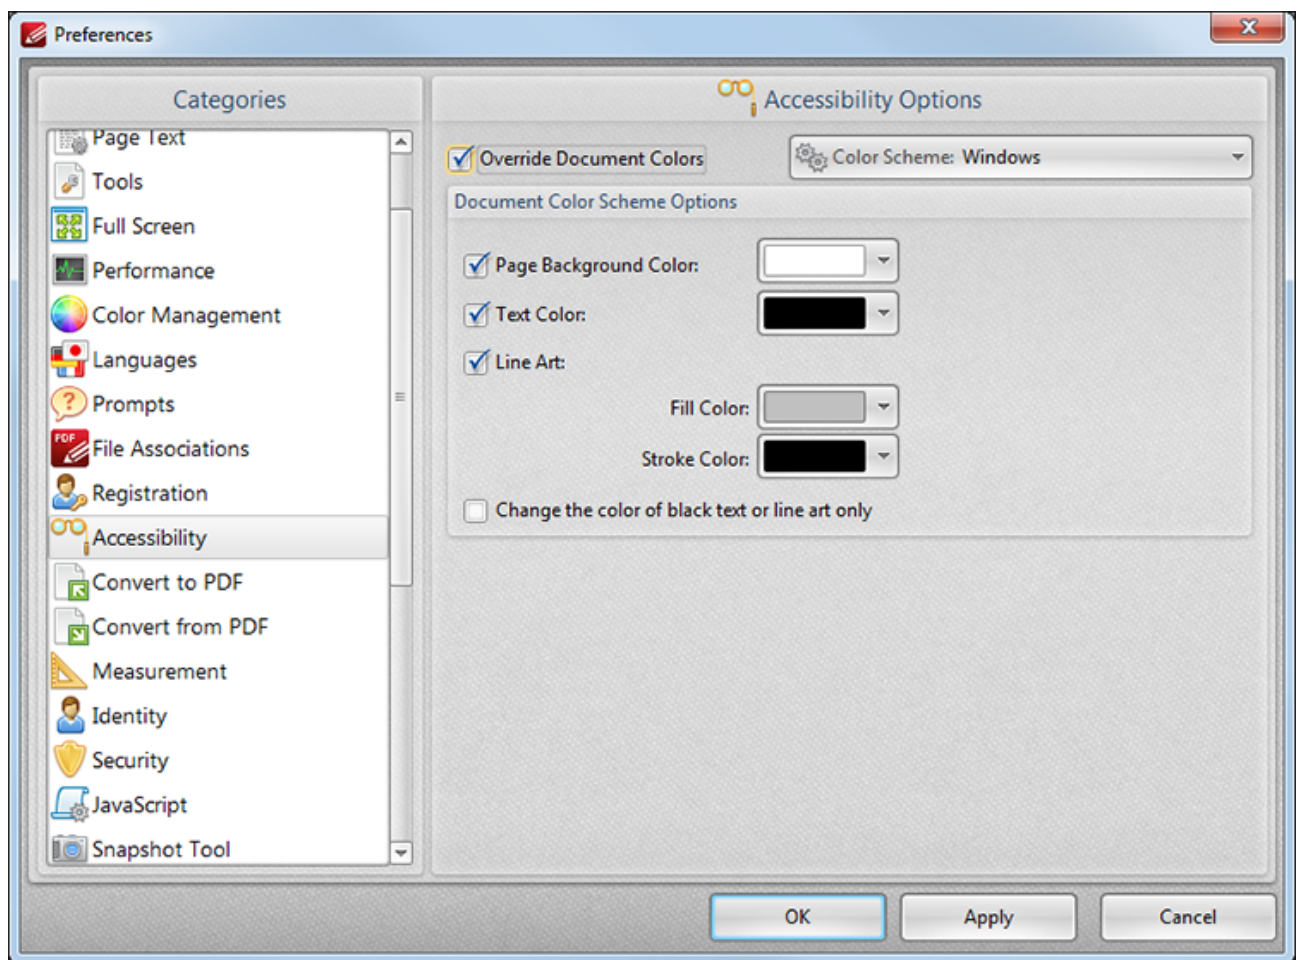 Preferences
Categories
Page Text
Tools
Full Screen
Performance
Color Management
Languages
Prompts
PDF
File Associations
Registration
Accessibility
Convert to PDF
Convert from PDF
Measurement
Identity
Security
JavaScript
Snapshot Tool
Accessibility Options
Override Document Colors
Color Scheme: Windows
Document Color Scheme Options
Page Background Color:
Text Color:
Line Art:
Fill Color:
Stroke Color:
Change the color of black text or line art only
OK
Apply
Cancel